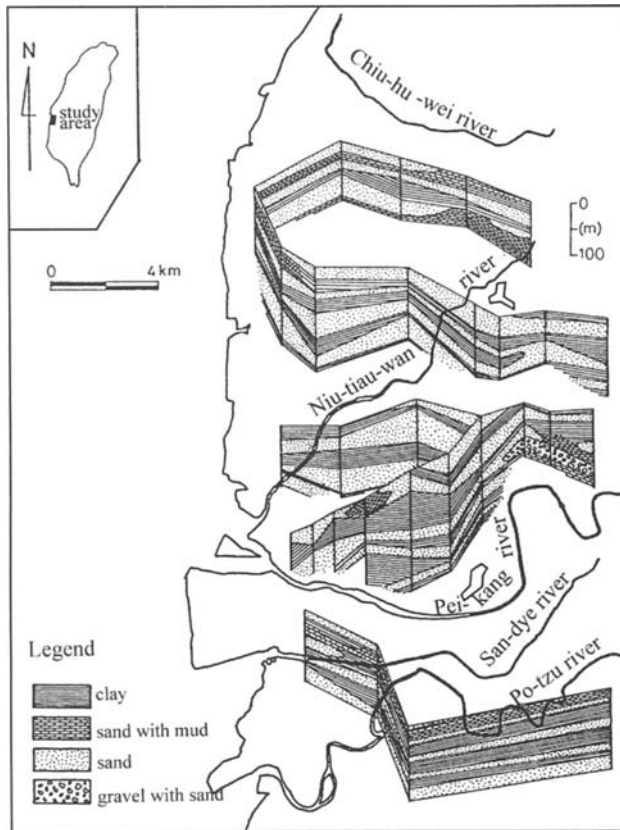 N
study
area
Chiu-hu -wei river
0
(m)
100
0 4 km
river
Niu-tiau-wan
river
Pei-kang
San-dye river
Po-tzu river
Legend
clay
sand with mud
sand
gravel with sand